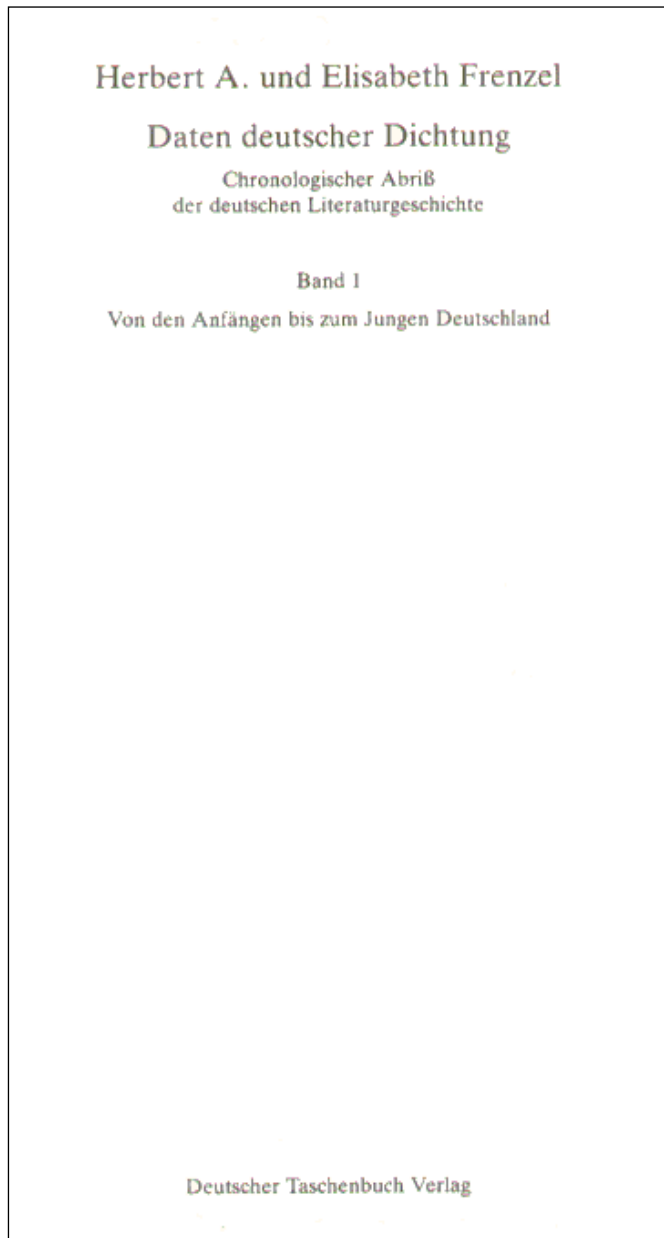 Herbert A. und Elisabeth Frenzel
Daten deutscher Dichtung
Chronologischer Abriß
der deutschen Literaturgeschichte
Band 1
Von den Anfängen bis zum Jungen Deutschland
Deutscher Taschenbuch Verlag